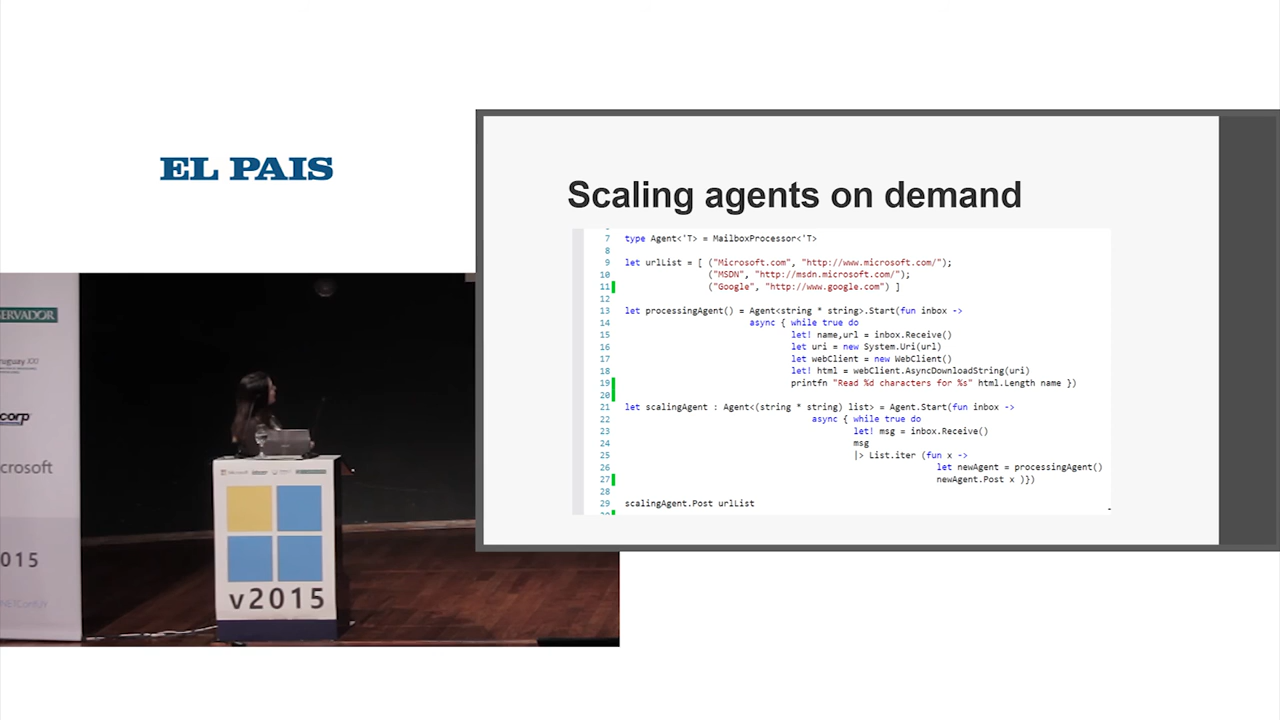 EL PAIS
Scaling agents on demand
7 type Agent<'T> = MailboxProcessor<'T>
8
9 let urlList = [ ("Microsoft.com", "http://www.microsoft.com/");
10 ("MSDN", "http://msdn.microsoft.com/");
11 ("Google", "http://www.google.com") ]
12
13 let processingAgent() = Agent<string * string>.Start(fun inbox ->
14 async { while true do
15 let! name,url = inbox.Receive()
16 let uri = new System.Uri(url)
17 let webClient = new WebClient()
18 let! html = webClient.AsyncDownloadString(uri)
19 printfn "Read %d characters for %s" html.Length name })
20
21 let scalingAgent : Agent<(string * string) list> = Agent.Start(fun inbox ->
22 async { while true do
23 let! msg = inbox.Receive()
24 msg
25 |> List.iter (fun x ->
26 let newAgent = processingAgent()
27 newAgent.Post x )})
28
29 scalingAgent.Post urlList
SERVADOR
ruguay XXI
corp
crosoft
015
NETConfUY
v2015